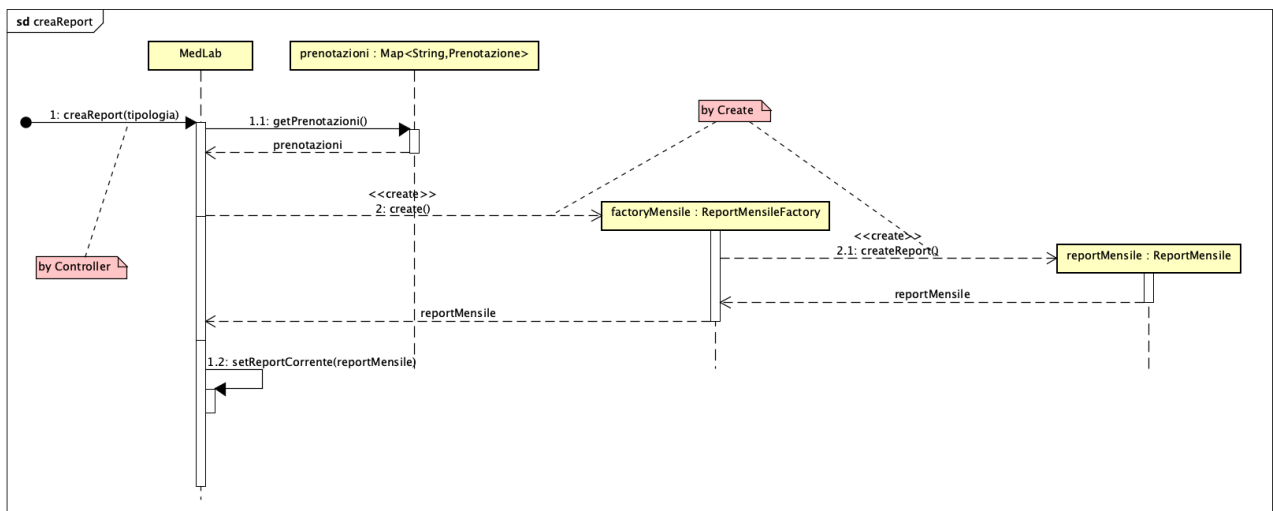 sd creaReport
MedLab
prenotazioni : Map<String,Prenotazione>
by Create
1: creaReport(tipologia)
1.1: getPrenotazioni()
prenotazioni
<<create>>
2: create()
factoryMensile : ReportMensileFactory
<<create>>
2.1: createReport()
reportMensile : ReportMensile
by Controller
reportMensile
reportMensile
1.2: setReportCorrente(reportMensile)